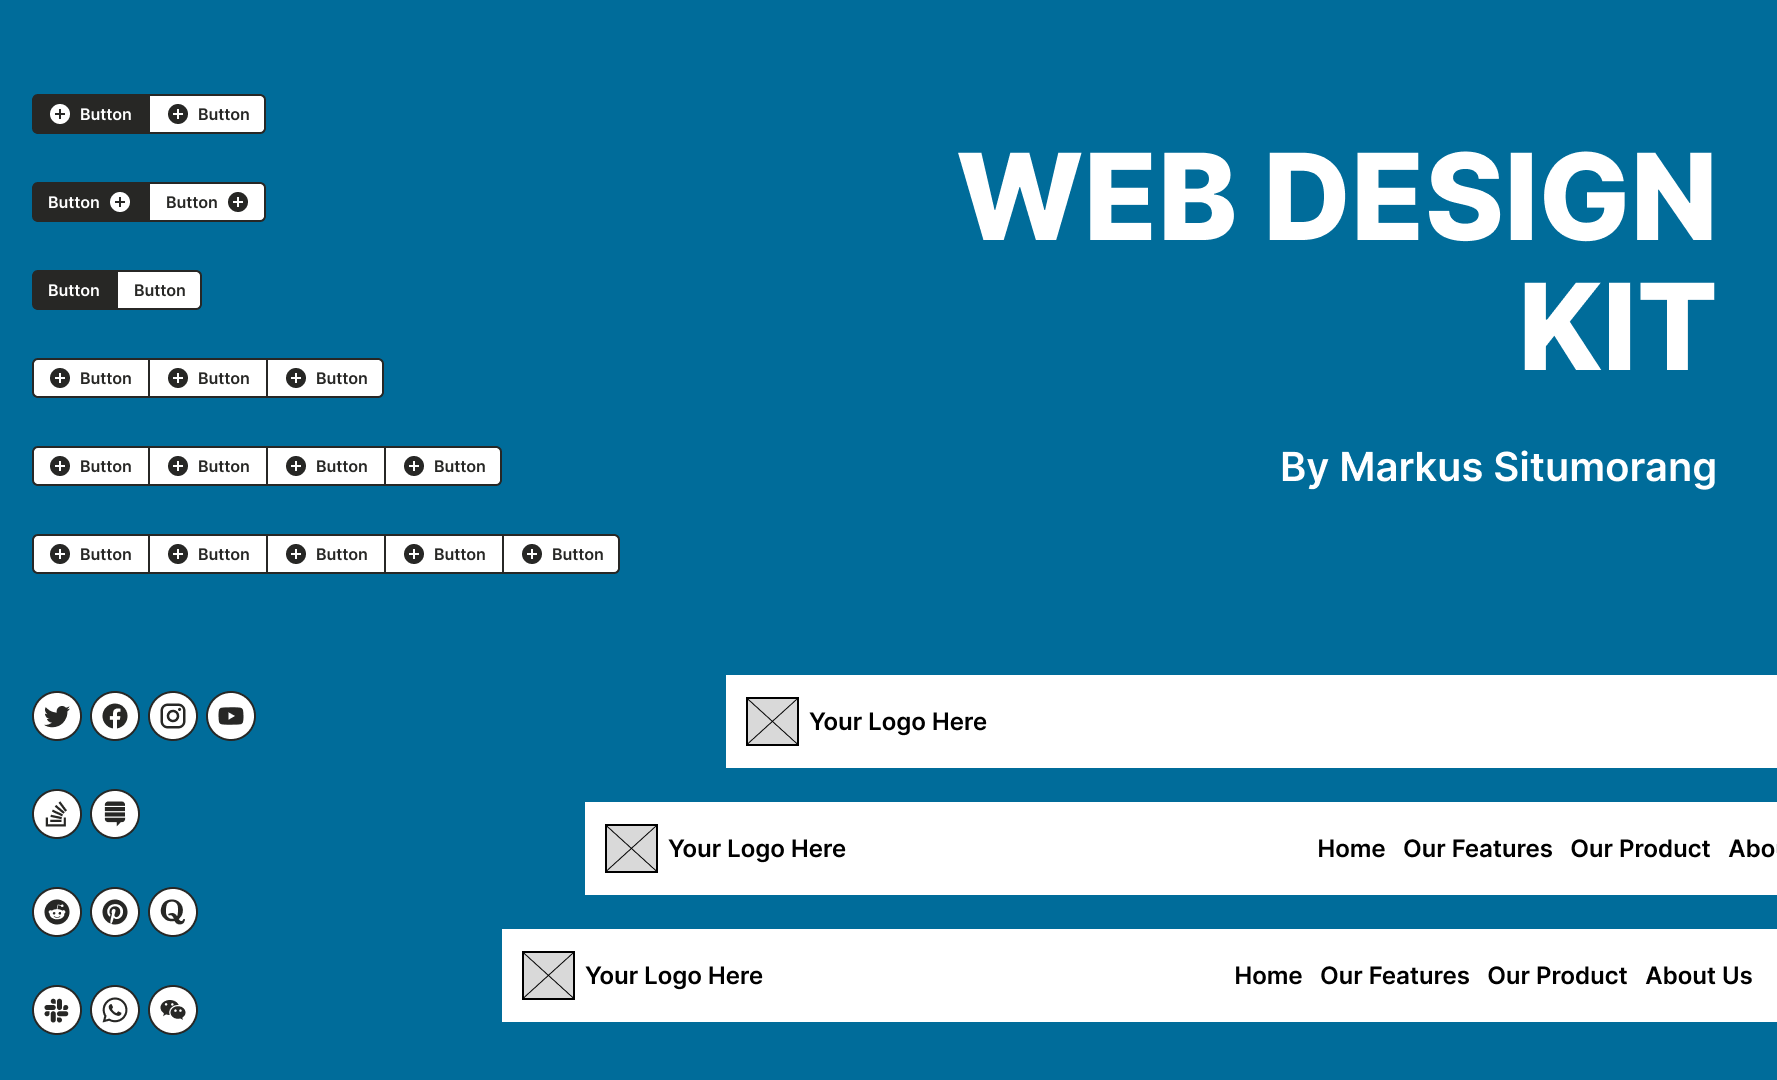 Button Button
Button Button
Button Button
Button Button Button
Button Button Button Button
Button Button Button Button Button
WEB DESIGN
KIT
By Markus Situmorang
Your Logo Here
Your Logo Here Home Our Features Our Product Abo
Your Logo Here Home Our Features Our Product About Us